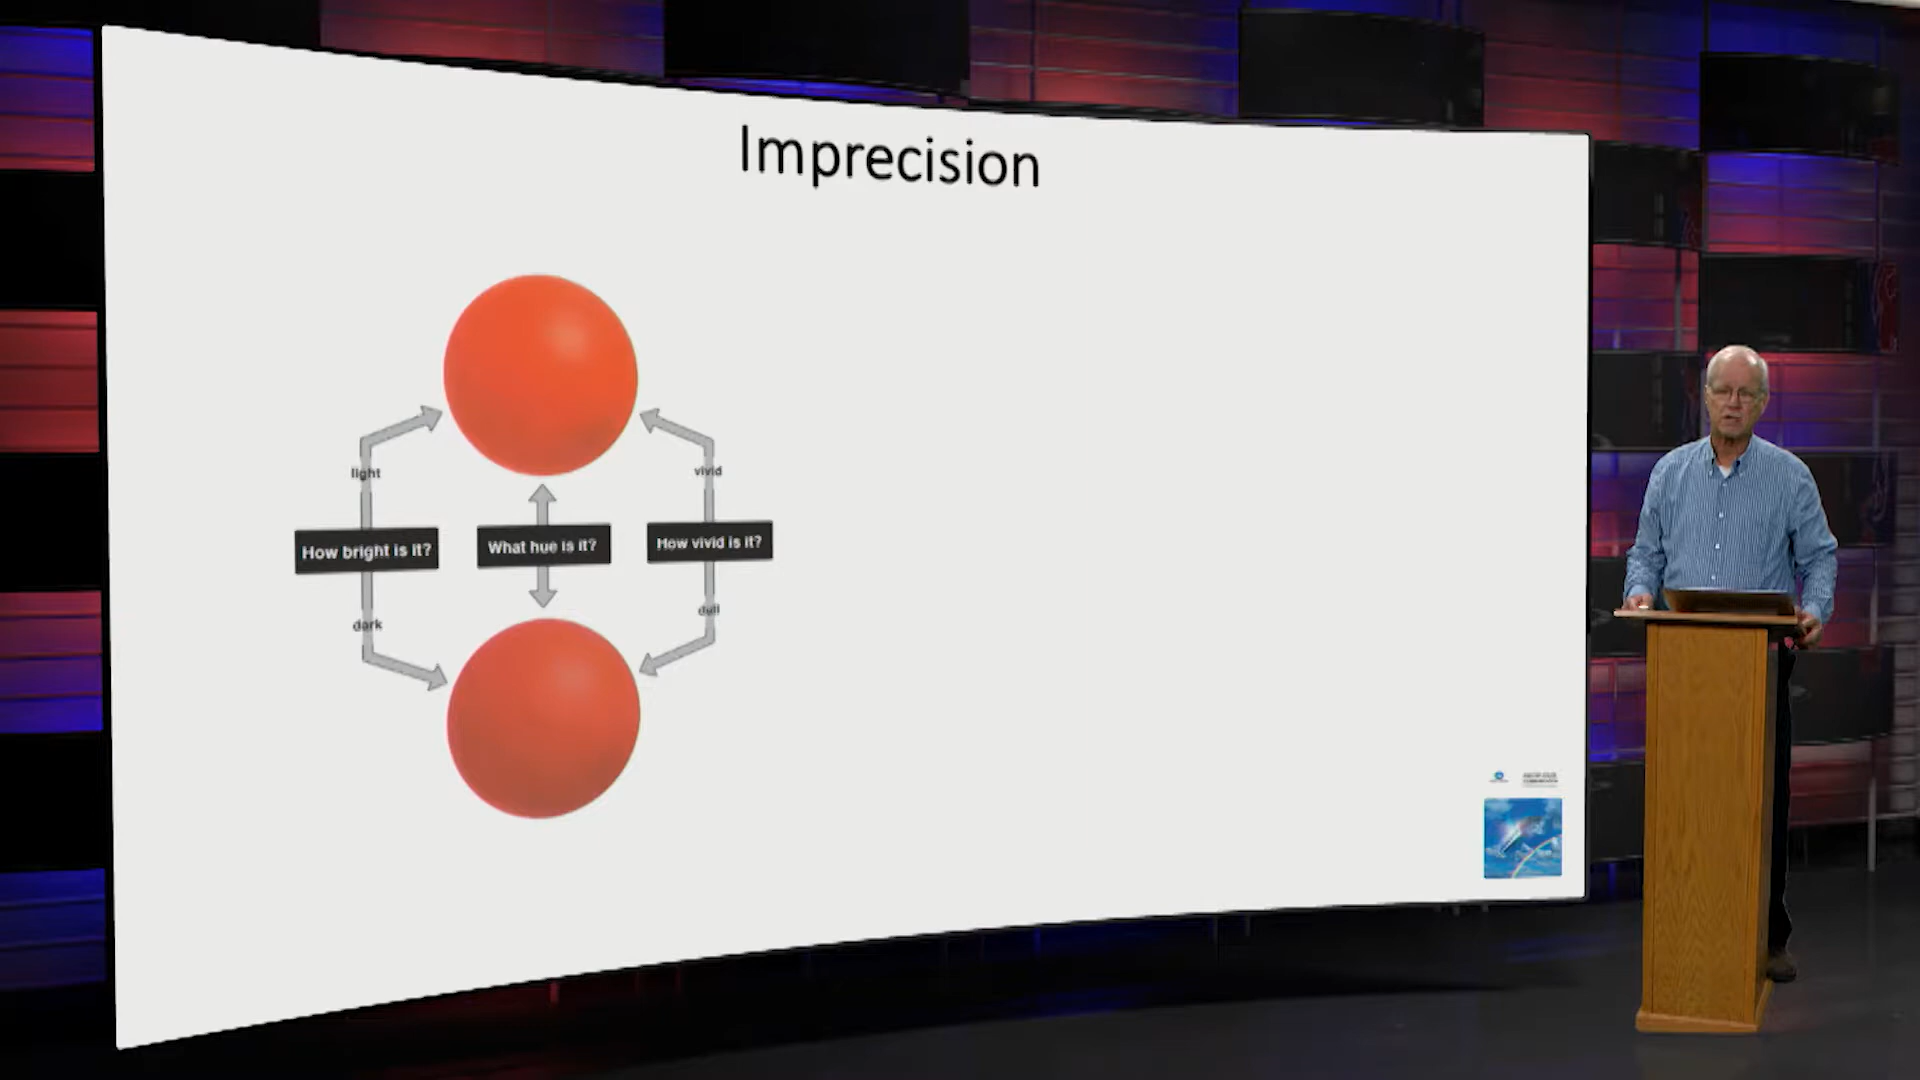 Imprecision
light
vivid
How bright is it?
What hue is it?
How vivid is it?
dark
dull